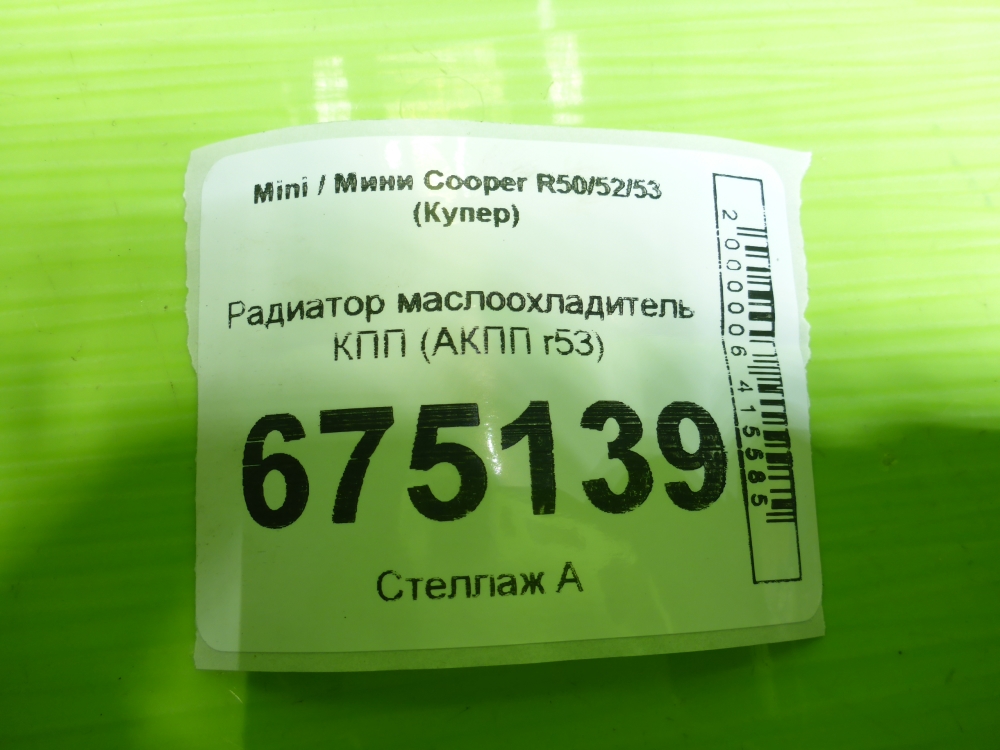 Mini / Мини Cooper R50/52/53
(Купер)
Радиатор маслоохладитель
КПП (АКПП r53)
675139
Стеллаж А
2000006415585